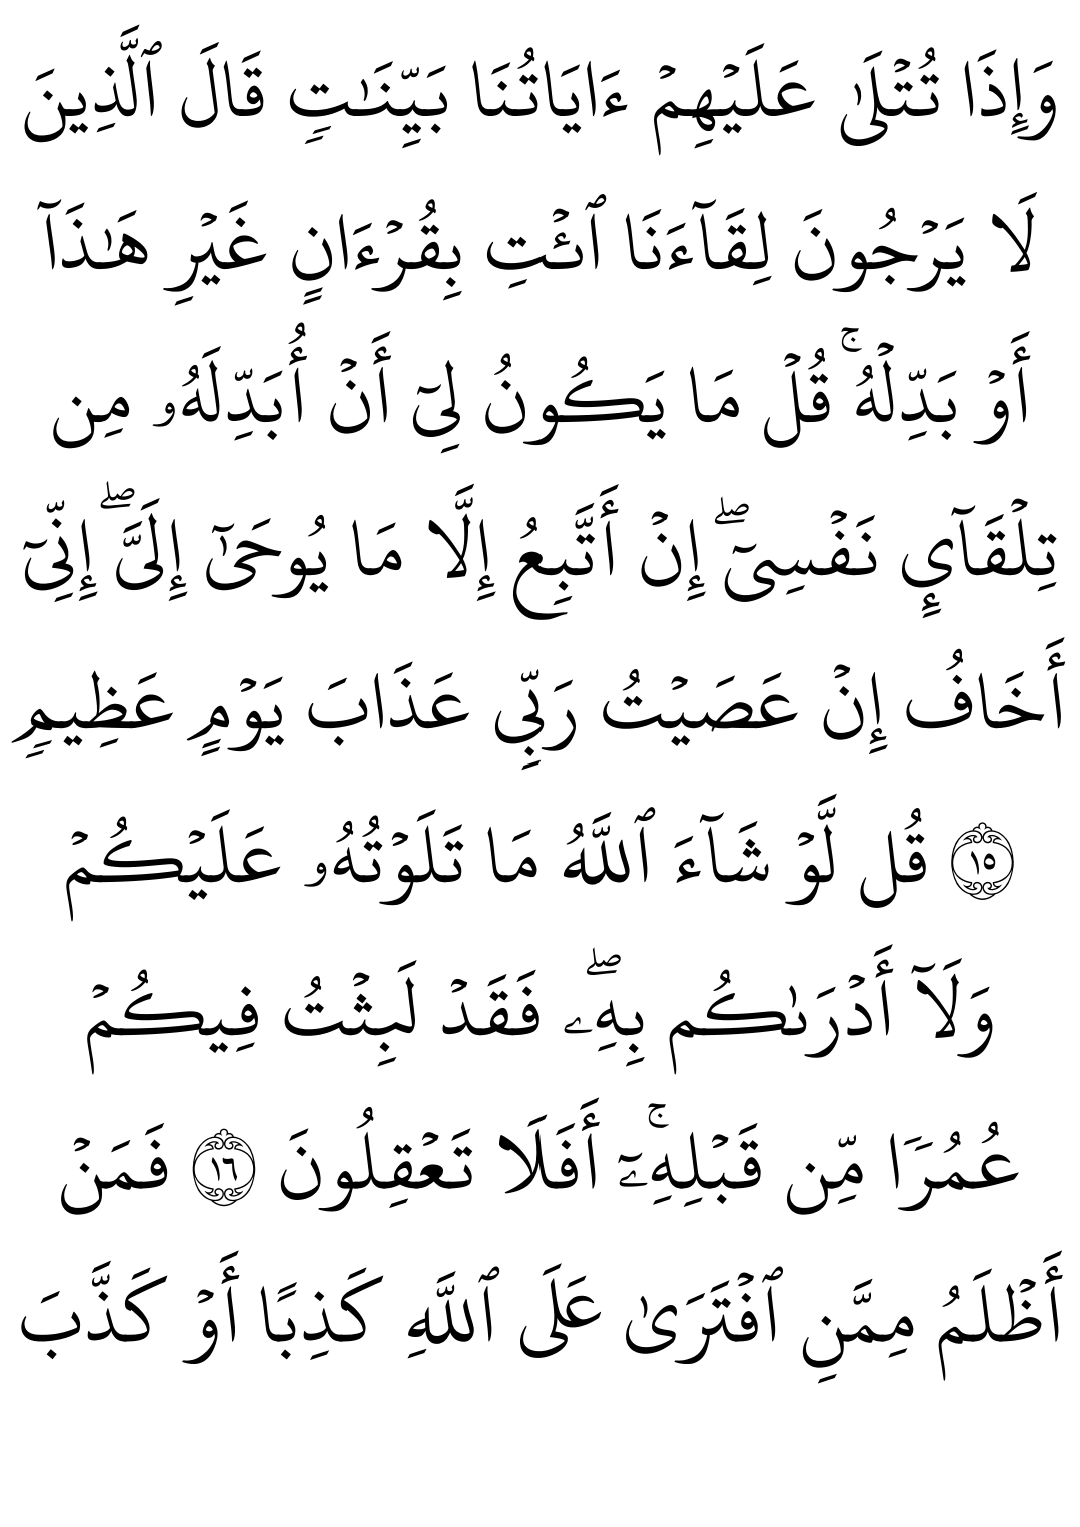 وَإِذَا تُتۡلَىٰ عَلَيۡهِمۡ ءَايَاتُنَا بَيِّنَٰتٖ قَالَ ٱلَّذِينَ
لَا يَرۡجُونَ لِقَآءَنَا ٱئۡتِ بِقُرۡءَانٍ غَيۡرِ هَٰذَآ
أَوۡ بَدِّلۡهُۚ قُلۡ مَا يَكُونُ لِيٓ أَنۡ أُبَدِّلَهُۥ مِن
تِلۡقَآيِٕ نَفۡسِيٓۖ إِنۡ أَتَّبِعُ إِلَّا مَا يُوحَىٰٓ إِلَيَّۖ إِنِّيٓ
أَخَافُ إِنۡ عَصَيۡتُ رَبِّي عَذَابَ يَوۡمٍ عَظِيمٖ
١٥ قُل لَّوۡ شَآءَ ٱللَّهُ مَا تَلَوۡتُهُۥ عَلَيۡكُمۡ
وَلَآ أَدۡرَىٰكُم بِهِۦۖ فَقَدۡ لَبِثۡتُ فِيكُمۡ
عُمُرٗا مِّن قَبۡلِهِۦٓۚ أَفَلَا تَعۡقِلُونَ ١٦ فَمَنۡ
أَظۡلَمُ مِمَّنِ ٱفۡتَرَىٰ عَلَى ٱللَّهِ كَذِبًا أَوۡ كَذَّبَ